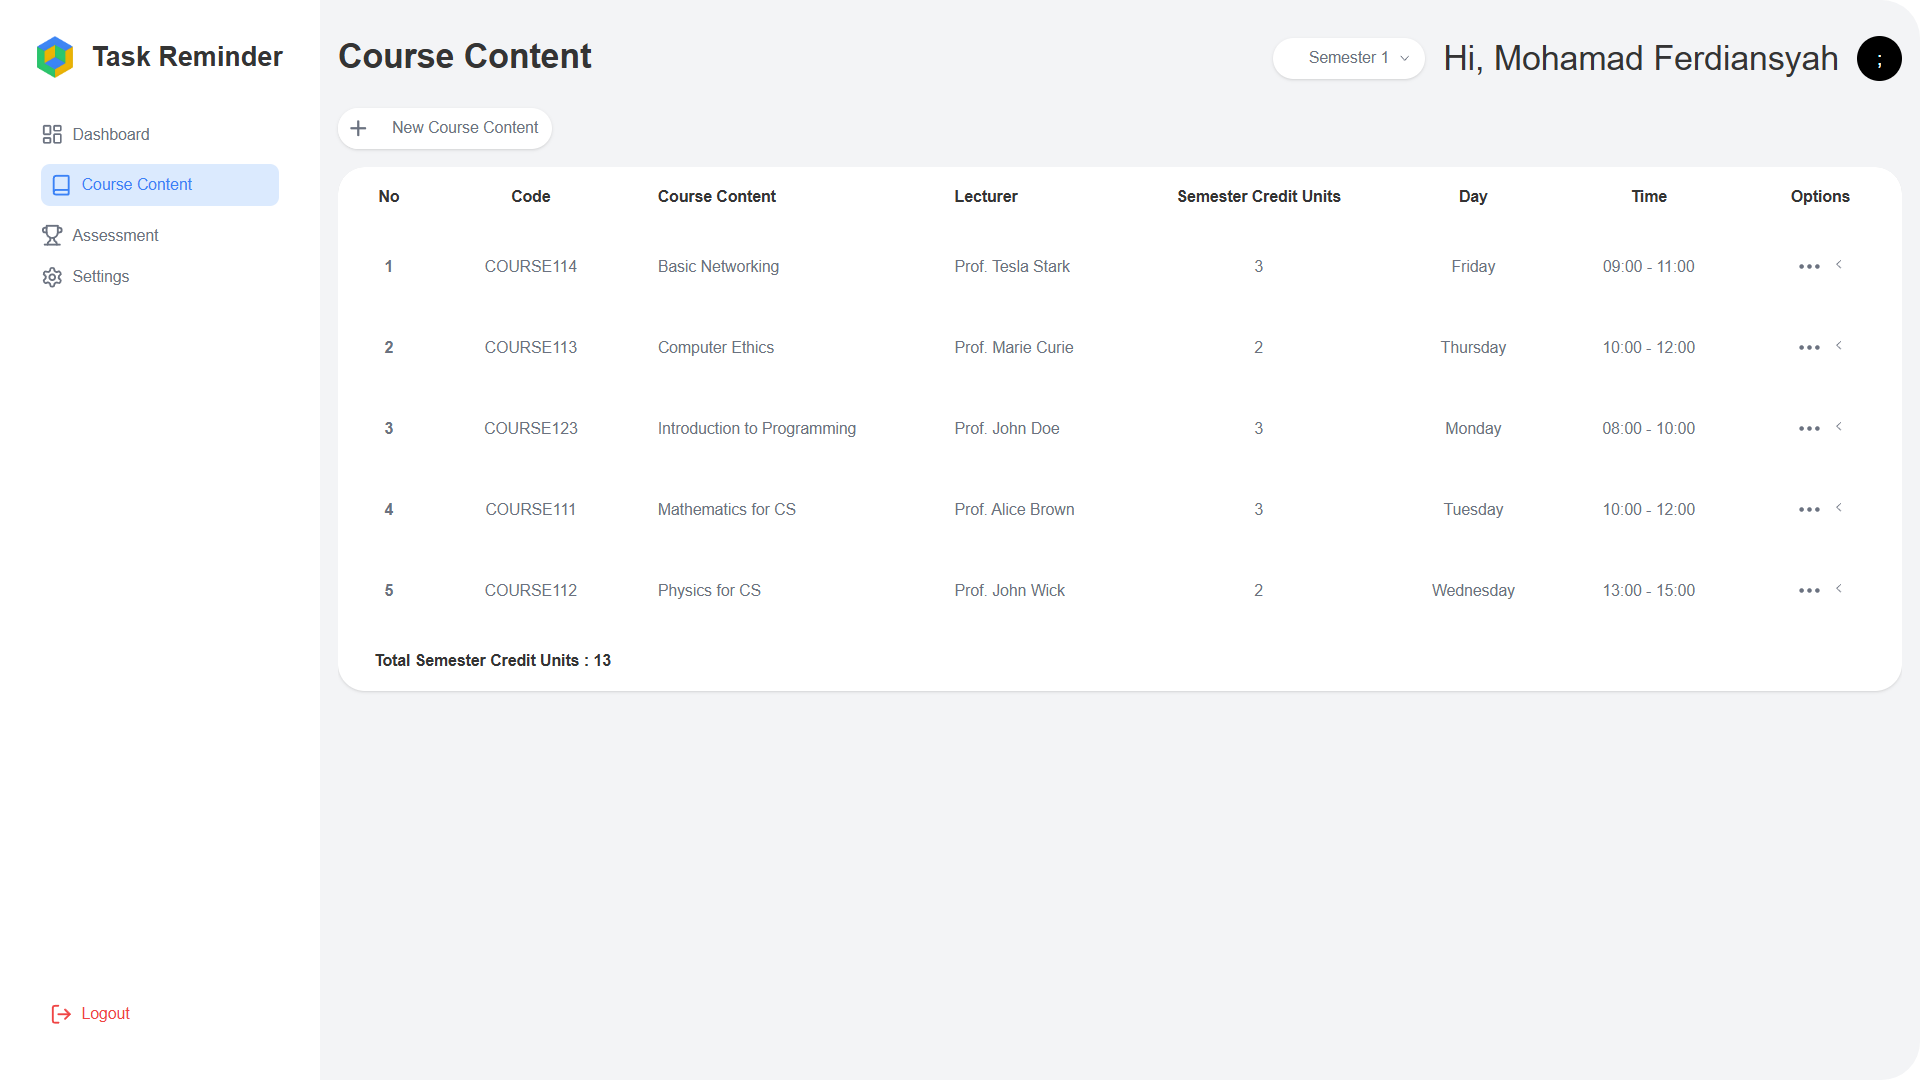 Task Reminder
Dashboard
Course Content
Assessment
Settings
Logout
Course Content
Semester 1
Hi, Mohamad Ferdiansyah
;
New Course Content
No Code Course Content Lecturer Semester Credit Units Day Time Options
1 COURSE114 Basic Networking Prof. Tesla Stark 3 Friday 09:00 - 11:00
2 COURSE113 Computer Ethics Prof. Marie Curie 2 Thursday 10:00 - 12:00
3 COURSE123 Introduction to Programming Prof. John Doe 3 Monday 08:00 - 10:00
4 COURSE111 Mathematics for CS Prof. Alice Brown 3 Tuesday 10:00 - 12:00
5 COURSE112 Physics for CS Prof. John Wick 2 Wednesday 13:00 - 15:00
Total Semester Credit Units : 13